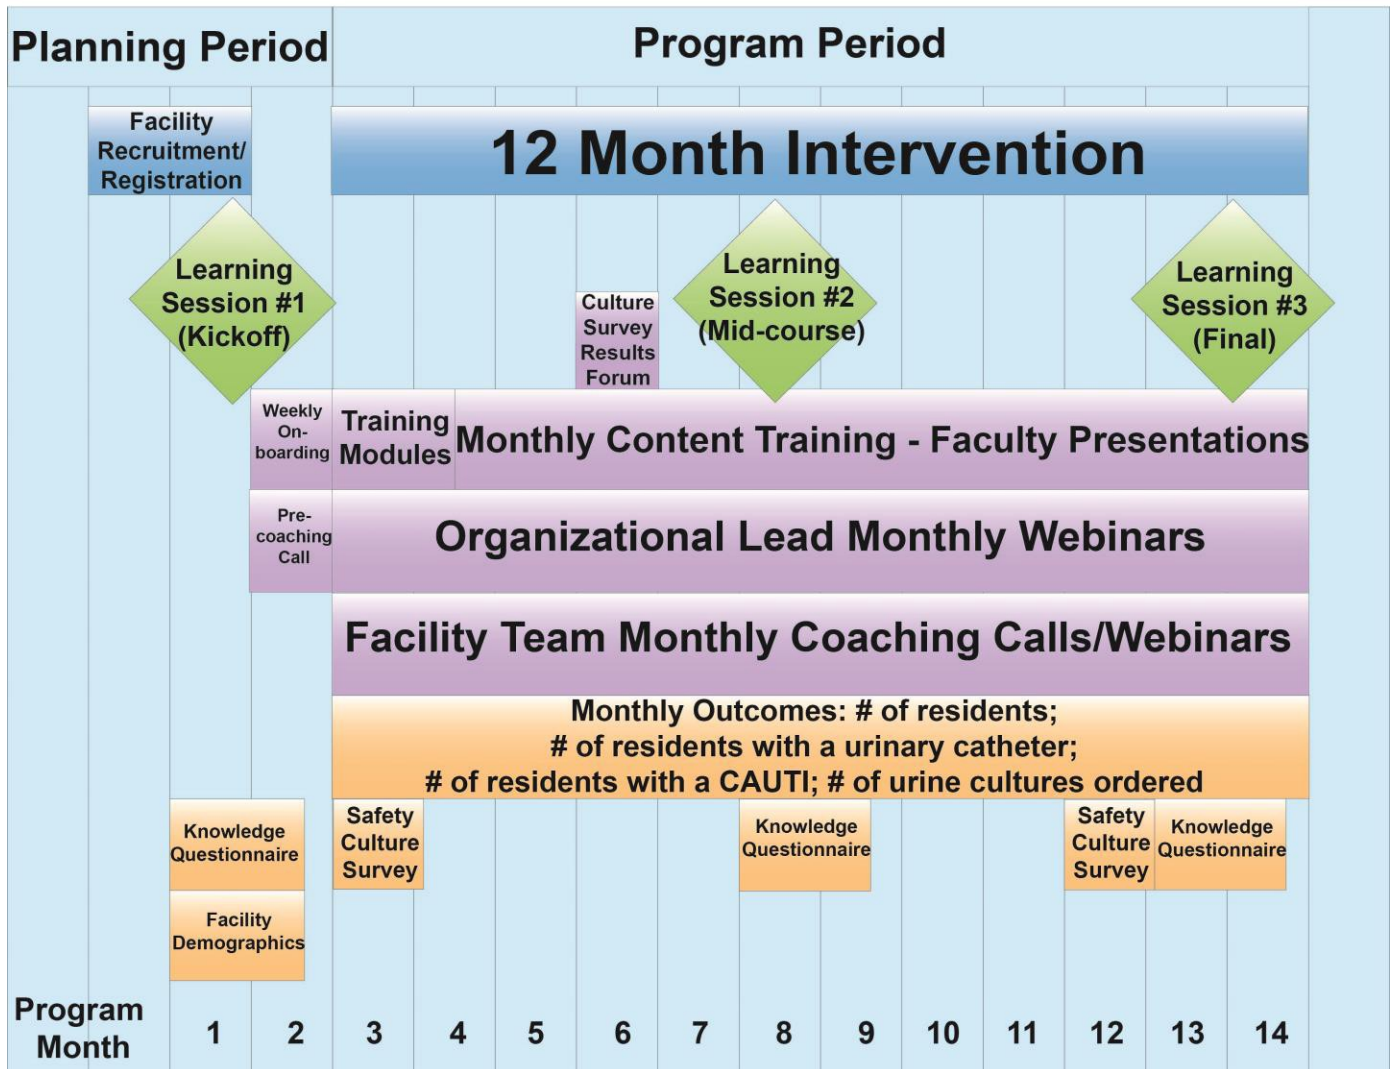 Planning Period
Program Period
Facility
Recruitment/
Registration
12 Month Intervention
Learning
Session #1
(Kickoff)
Culture
Survey
Results
Forum
Learning
Session #2
(Mid-course)
Learning
Session #3
(Final)
Weekly
On-
boarding
Training
Modules
Monthly Content Training - Faculty Presentations
Pre-
coaching
Call
Organizational Lead Monthly Webinars
Facility Team Monthly Coaching Calls/Webinars
Monthly Outcomes: # of residents;
# of residents with a urinary catheter;
# of residents with a CAUTI; # of urine cultures ordered
Knowledge
Questionnaire
Safety
Culture
Survey
Knowledge
Questionnaire
Safety
Culture
Survey
Knowledge
Questionnaire
Facility
Demographics
Program
Month
1 2 3 4 5 6 7 8 9 10 11 12 13 14